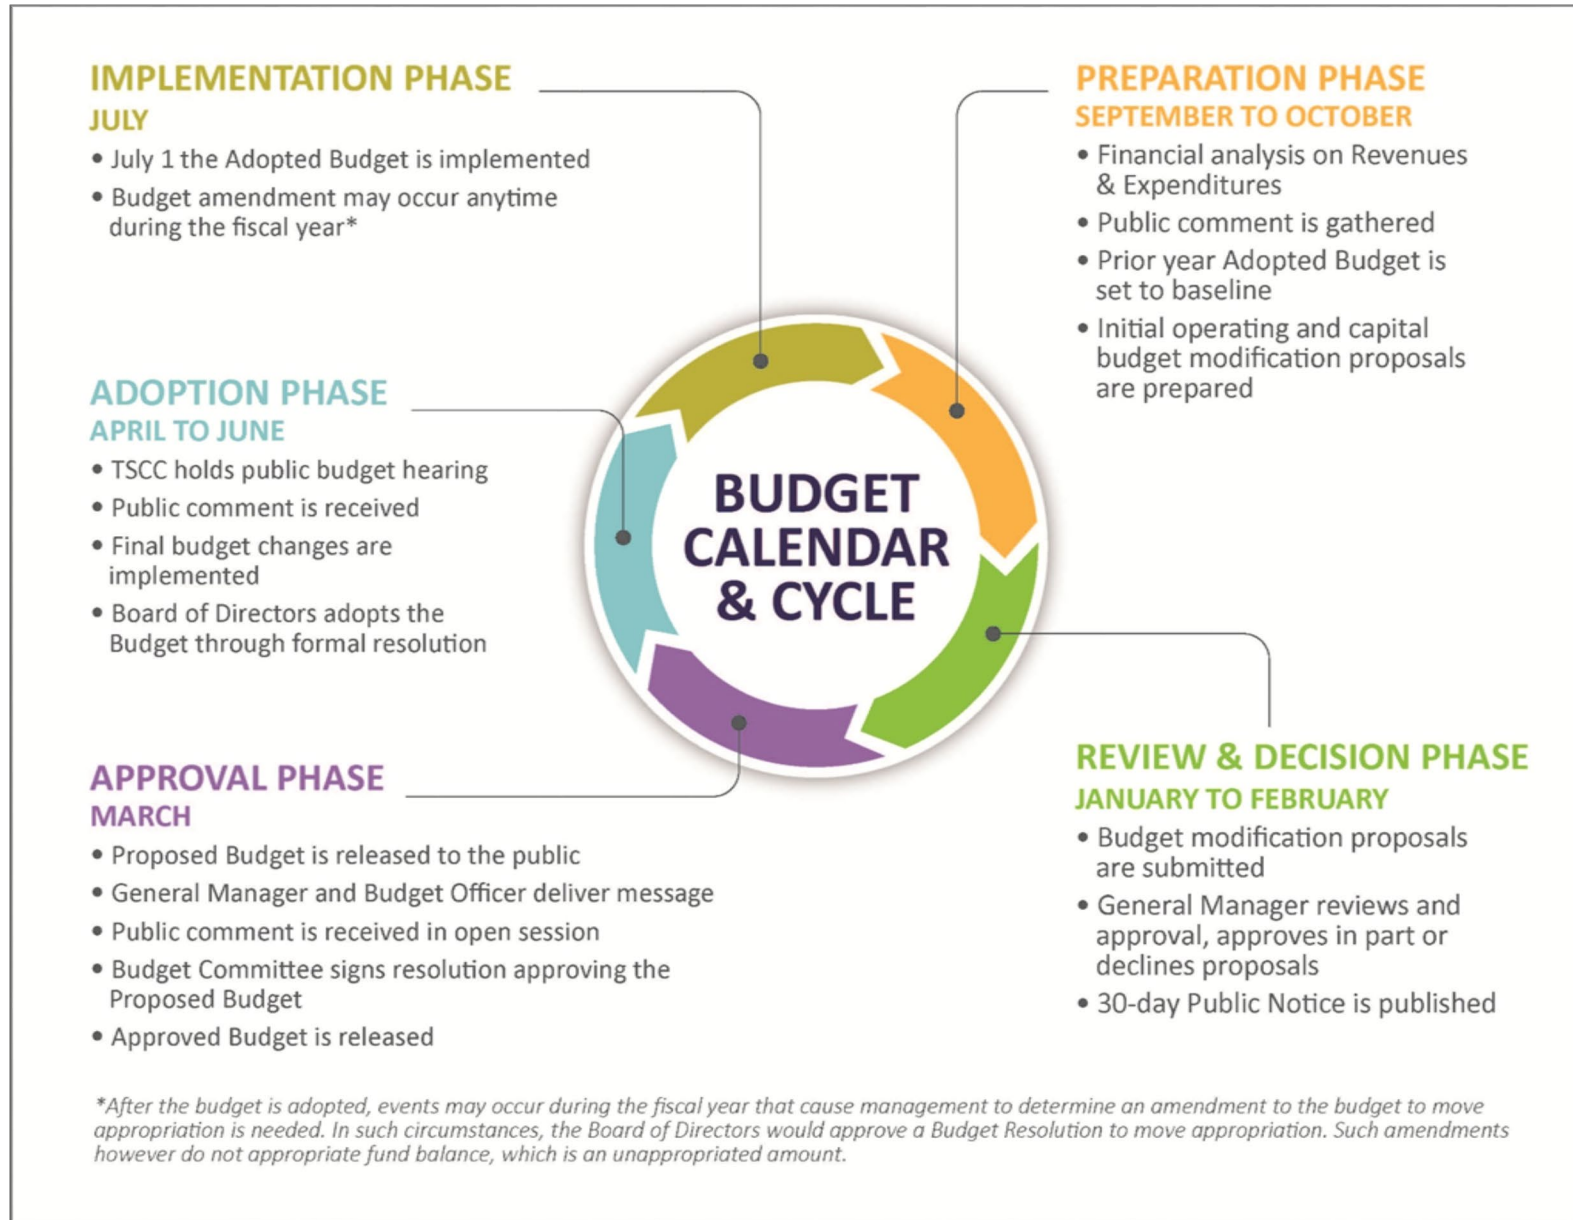 IMPLEMENTATION PHASE
JULY
• July 1 the Adopted Budget is implemented
• Budget amendment may occur anytime
during the fiscal year*
PREPARATION PHASE
SEPTEMBER TO OCTOBER
• Financial analysis on Revenues
& Expenditures
• Public comment is gathered
• Prior year Adopted Budget is
set to baseline
• Initial operating and capital
budget modification proposals
are prepared
ADOPTION PHASE
APRIL TO JUNE
• TSCC holds public budget hearing
• Public comment is received
• Final budget changes are
implemented
• Board of Directors adopts the
Budget through formal resolution
BUDGET
CALENDAR
& CYCLE
APPROVAL PHASE
MARCH
• Proposed Budget is released to the public
• General Manager and Budget Officer deliver message
• Public comment is received in open session
• Budget Committee signs resolution approving the
Proposed Budget
• Approved Budget is released
REVIEW & DECISION PHASE
JANUARY TO FEBRUARY
• Budget modification proposals
are submitted
• General Manager reviews and
approval, approves in part or
declines proposals
• 30-day Public Notice is published
*After the budget is adopted, events may occur during the fiscal year that cause management to determine an amendment to the budget to move
appropriation is needed. In such circumstances, the Board of Directors would approve a Budget Resolution to move appropriation. Such amendments
however do not appropriate fund balance, which is an unappropriated amount.